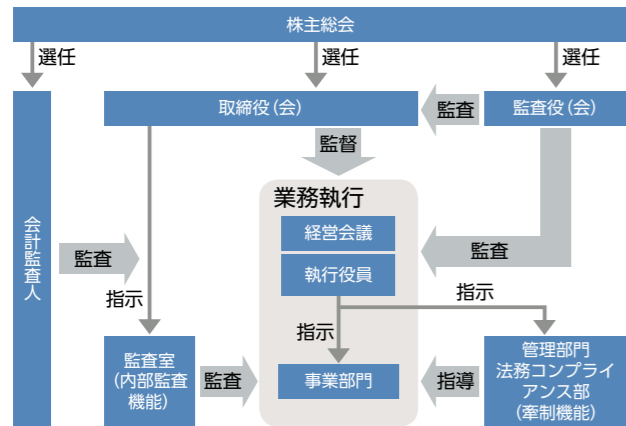 株主総会
選任
選任
選任
取締役(会)
監査
監査役(会)
監督
業務執行
経営会議
執行役員
会計監査人
監査
監査
指示
指示
指示
監査室
(内部監査
機能)
監査
事業部門
指導
管理部門
法務コンプライ
アンス部
(牽制機能)